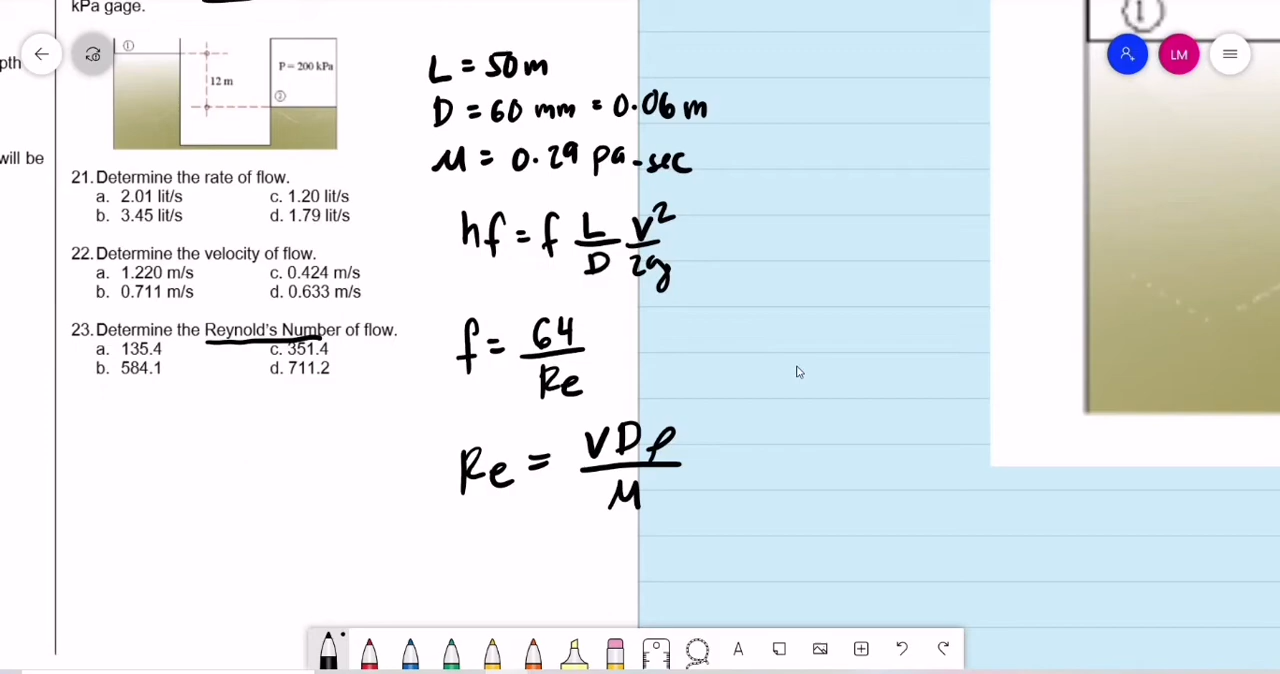 kPa gage.
①
P = 200 kPa
12 m
②
pth
will be
21. Determine the rate of flow.
a. 2.01 lit/s c. 1.20 lit/s
b. 3.45 lit/s d. 1.79 lit/s
22. Determine the velocity of flow.
a. 1.220 m/s c. 0.424 m/s
b. 0.711 m/s d. 0.633 m/s
23. Determine the Reynold's Number of flow.
a. 135.4 c. 351.4
b. 584.1 d. 711.2
L = 50 m
D = 60 mm = 0.06 m
μ = 0.29 pa-sec
hf = f L/D V²/2g
f = 64/Re
Re = VDρ/μ
①
LM
A